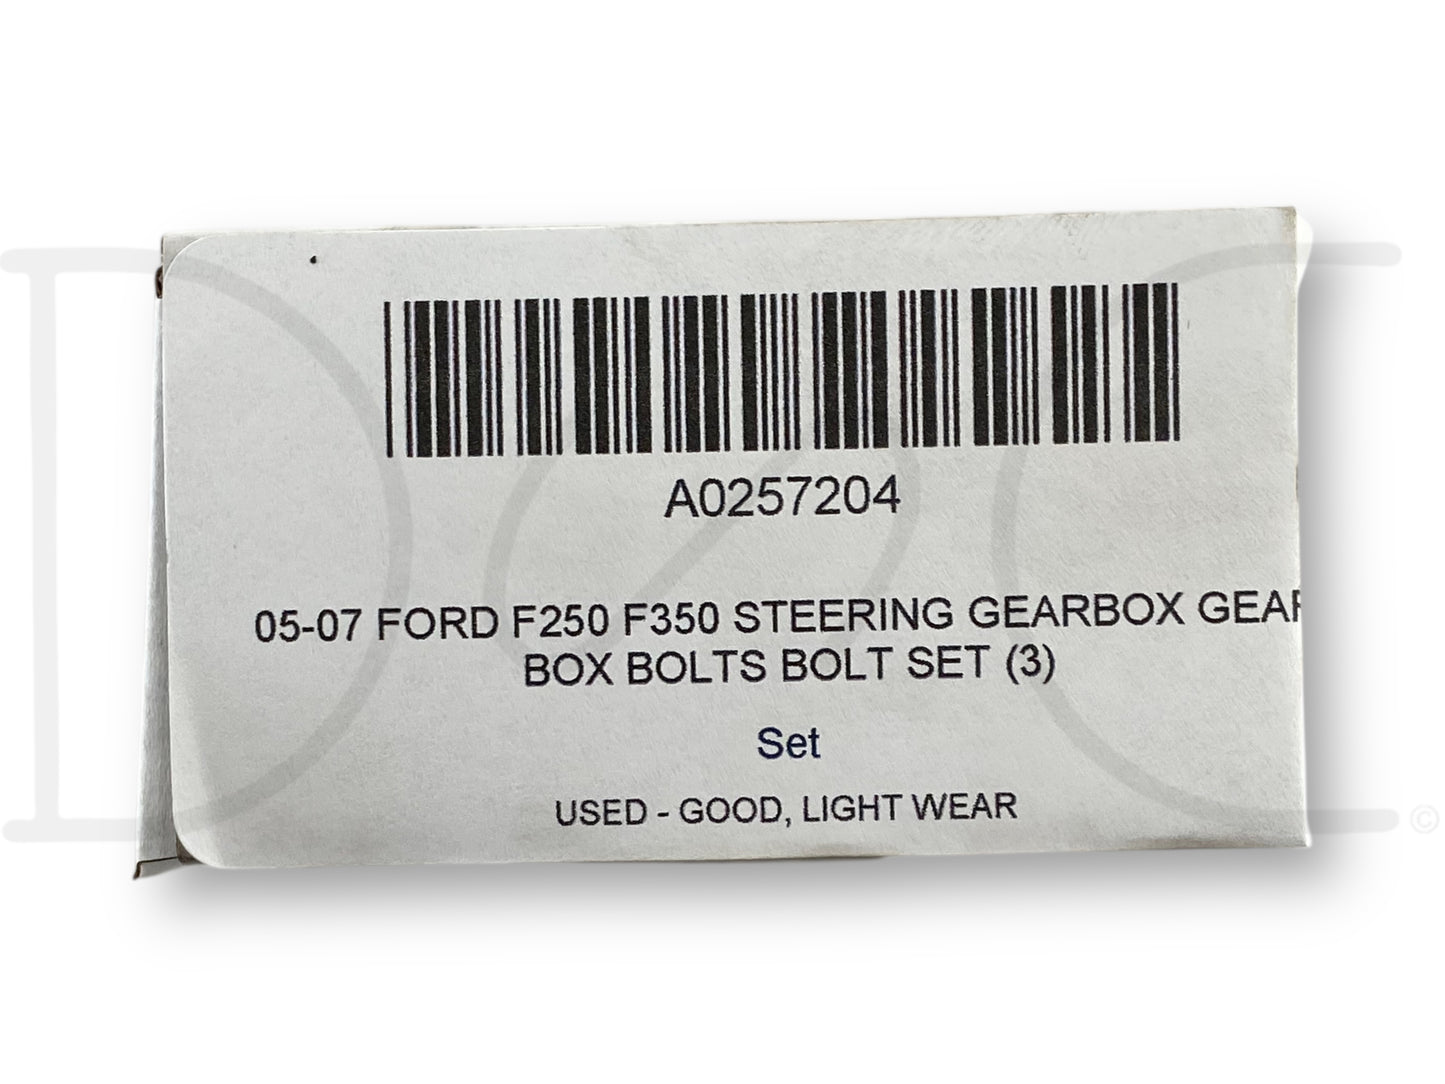 A0257204
05-07 FORD F250 F350 STEERING GEARBOX GEAR
BOX BOLTS BOLT SET (3)
Set
USED - GOOD, LIGHT WEAR
©